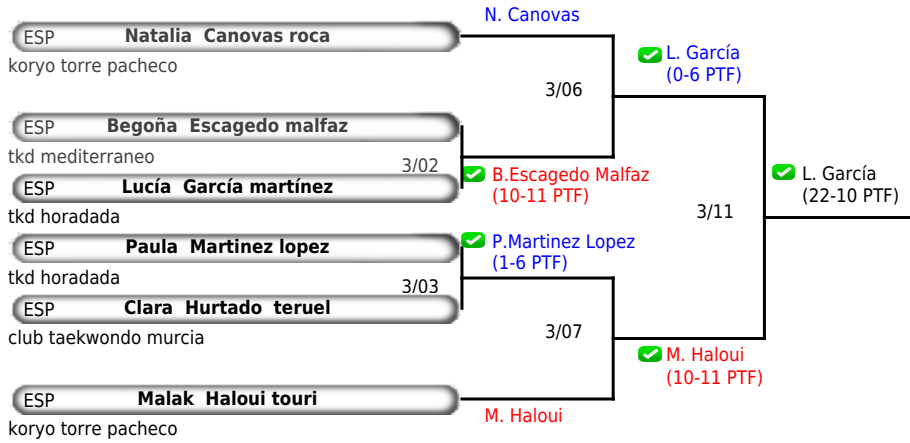 N. Canovas
ESP Natalia Canovas roca
koryo torre pacheco
L. García
(0-6 PTF)
3/06
ESP Begoña Escagedo malfaz
tkd mediterraneo
3/02
B.Escagedo Malfaz
(10-11 PTF)
ESP Lucía García martínez
tkd horadada
L. García
(22-10 PTF)
3/11
ESP Paula Martinez lopez
tkd horadada
P.Martinez Lopez
(1-6 PTF)
3/03
ESP Clara Hurtado teruel
club taekwondo murcia
3/07
M. Haloui
(10-11 PTF)
ESP Malak Haloui touri
koryo torre pacheco
M. Haloui